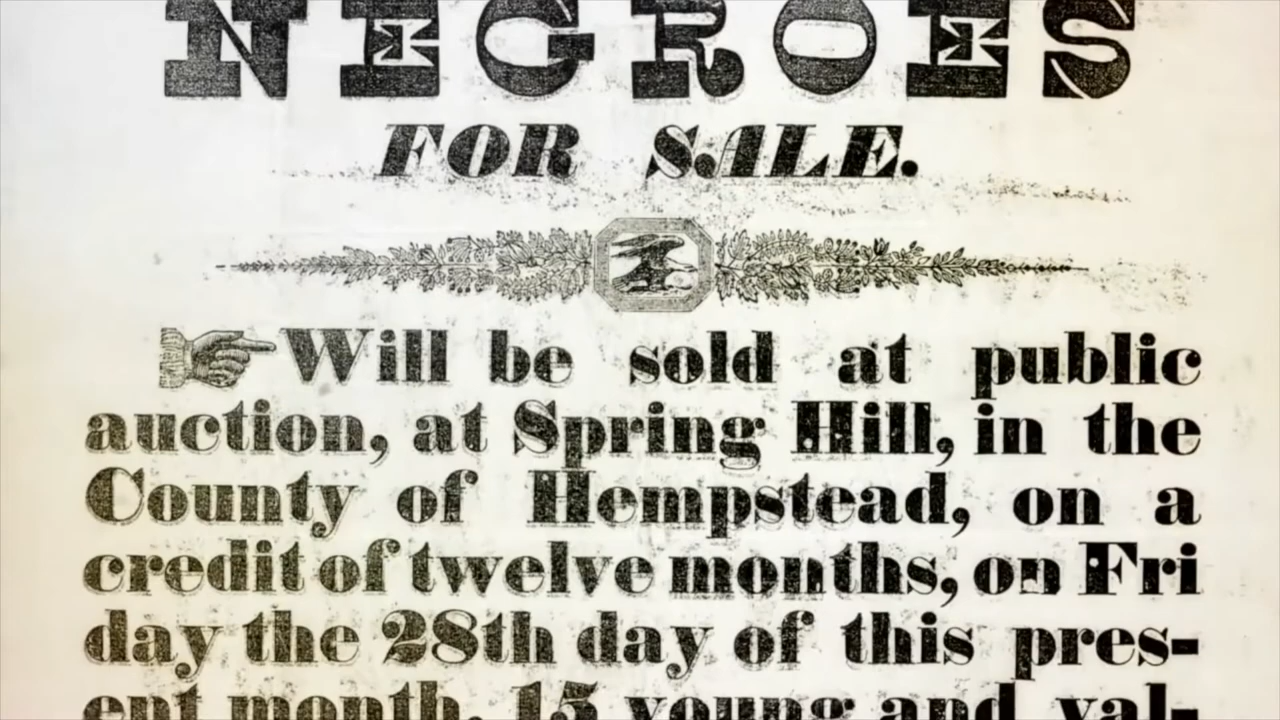 NEGROES
FOR SALE.
Will be sold at public
auction, at Spring Hill, in the
County of Hempstead, on a
credit of twelve months, on Fri
day the 28th day of this pres-
ent month, 15 young and val-